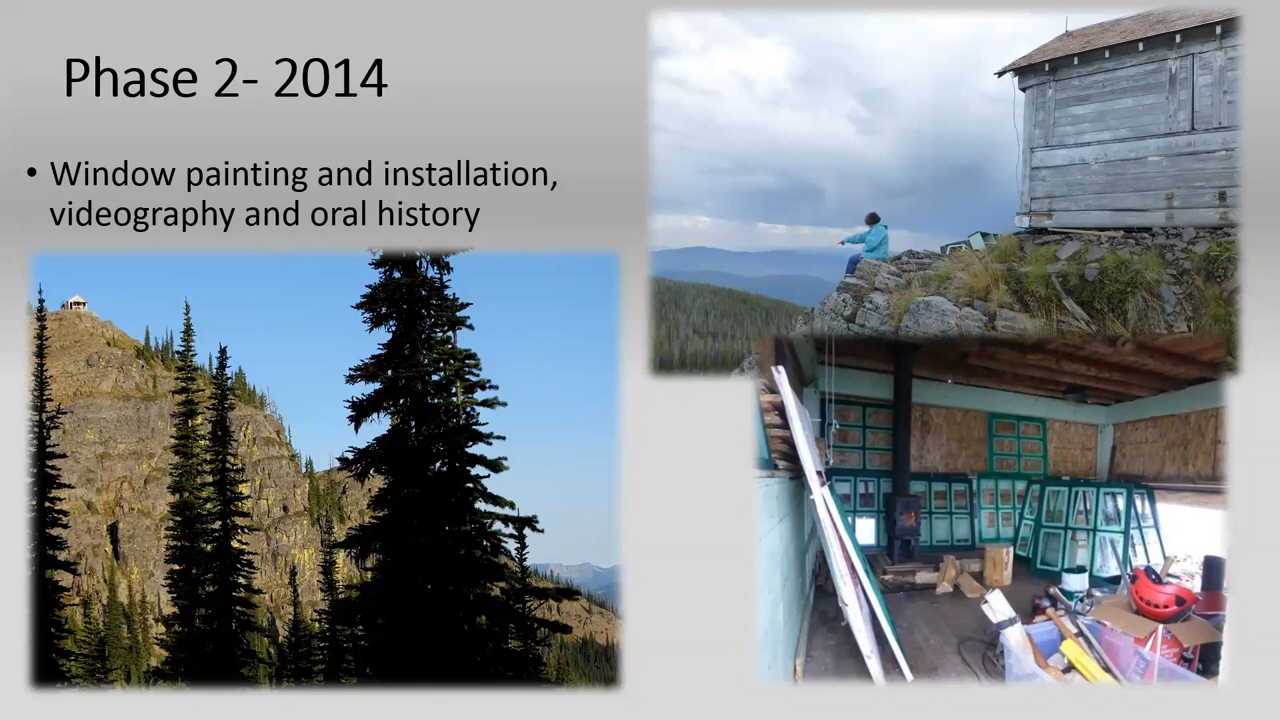 Phase 2- 2014
• Window painting and installation,
videography and oral history